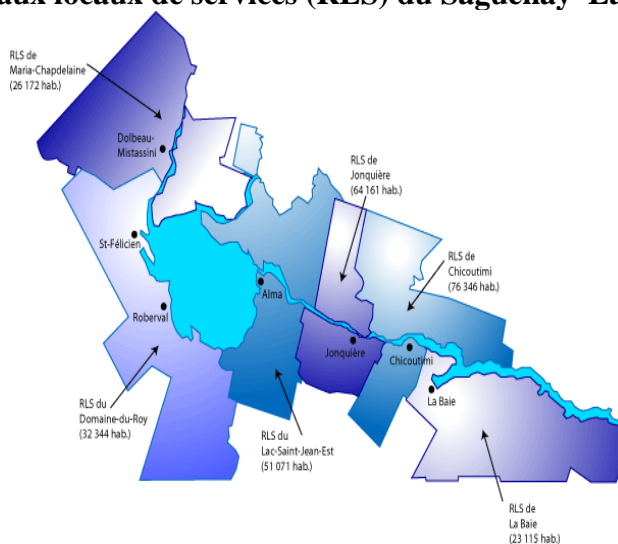 locaux de services (RLS) du Saguenay
RLS de
Maria-Chapdelaine
(26 172 hab.)
Dolbeau-
Mistassini
RLS de
Jonquière
(64 161 hab.)
St-Félicien
RLS de
Chicoutimi
(76 346 hab.)
Alma
Roberval
Jonquière
Chicoutimi
La Baie
RLS du
Domaine-du-Roy
(32 344 hab.)
RLS du
Lac-Saint-Jean-Est
(51 071 hab.)
RLS de
La Baie
(23 115 hab.)